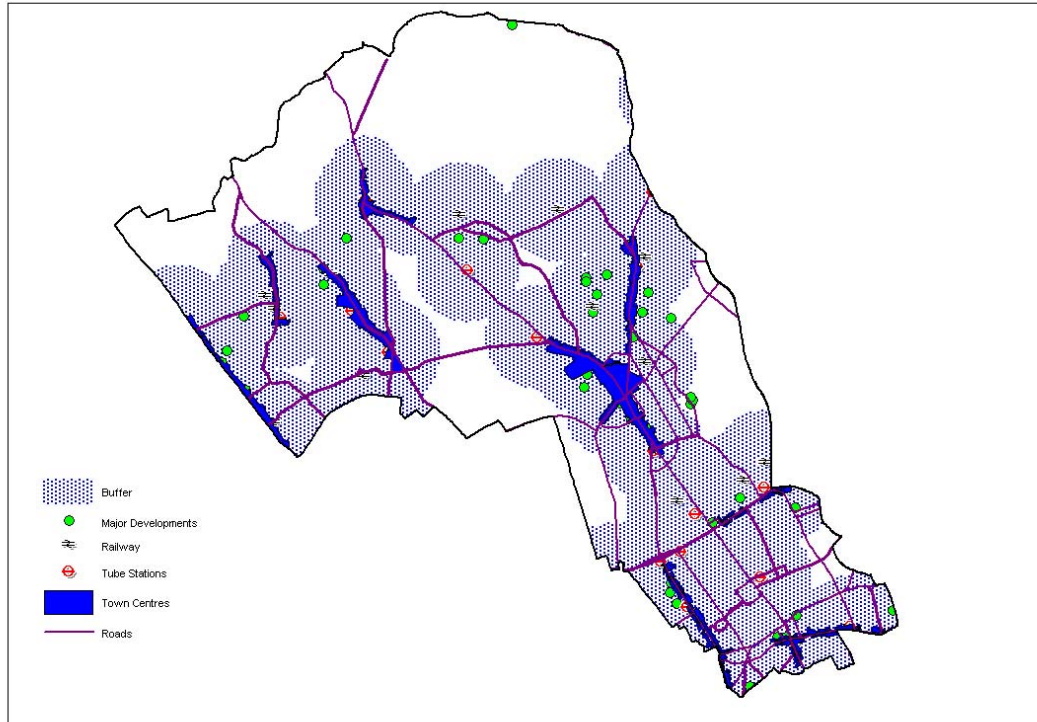 Buffer
Major Developments
Railway
Tube Stations
Town Centres
Roads